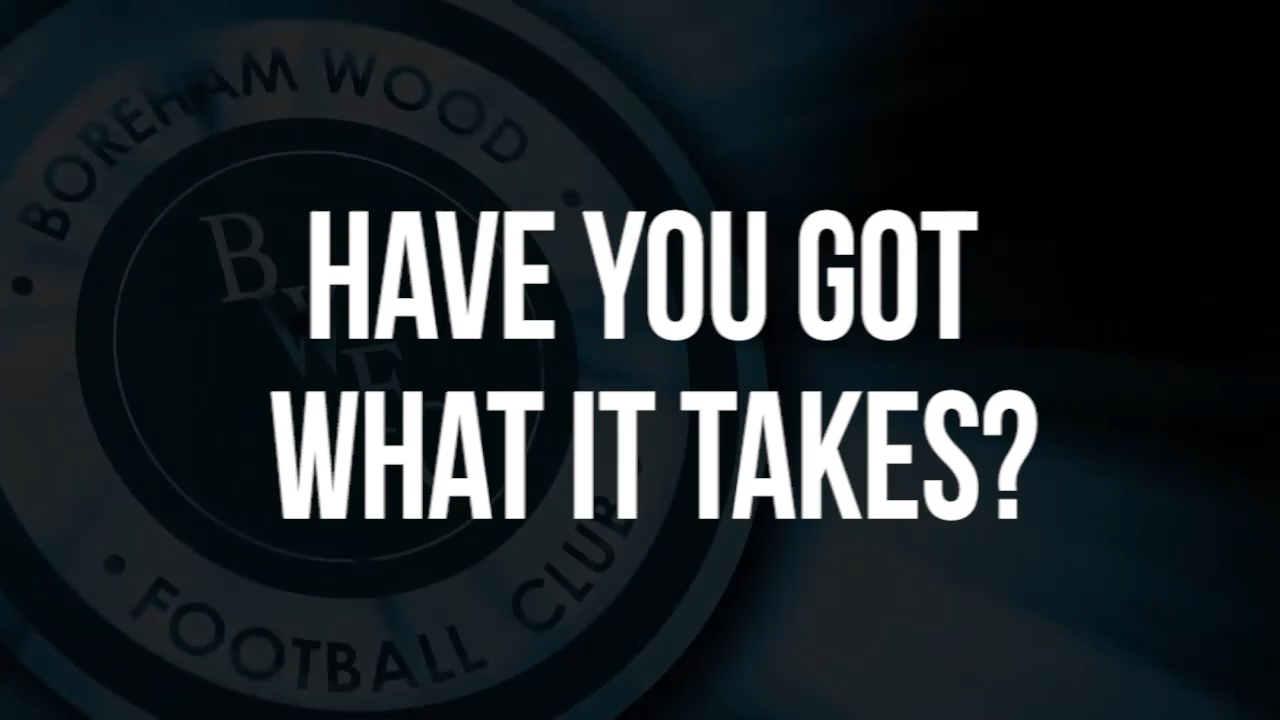 BOREHAM WOOD
HAVE YOU GOT
WHAT IT TAKES?
FOOTBALL CLUB